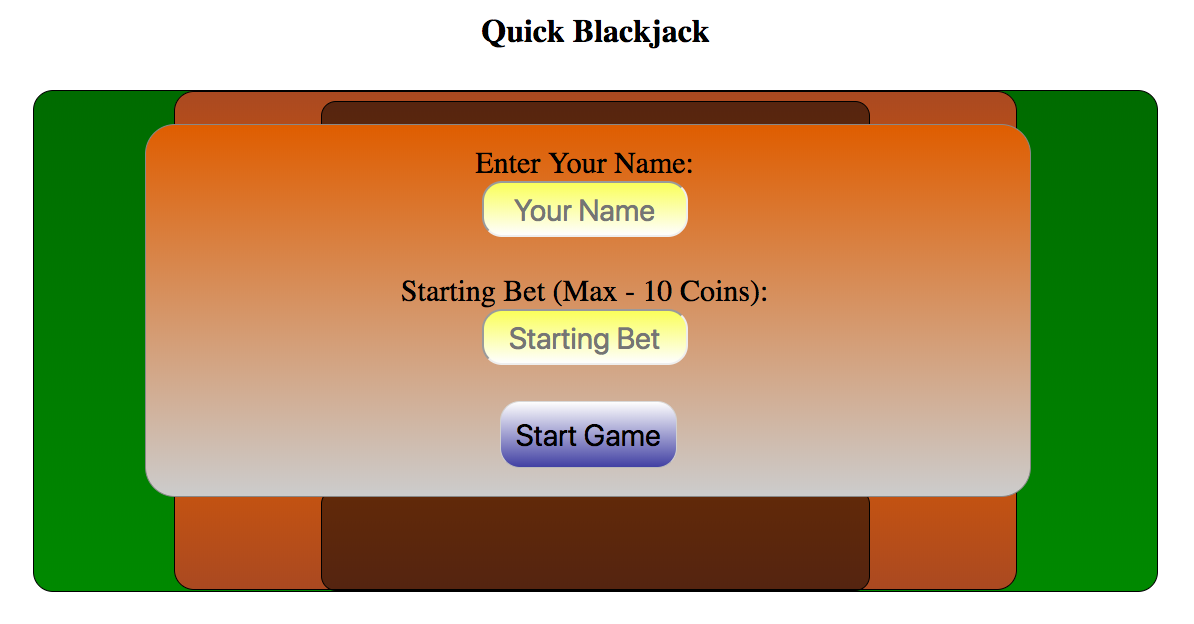 Quick Blackjack
Enter Your Name:
Your Name
Starting Bet (Max - 10 Coins):
Starting Bet
Start Game